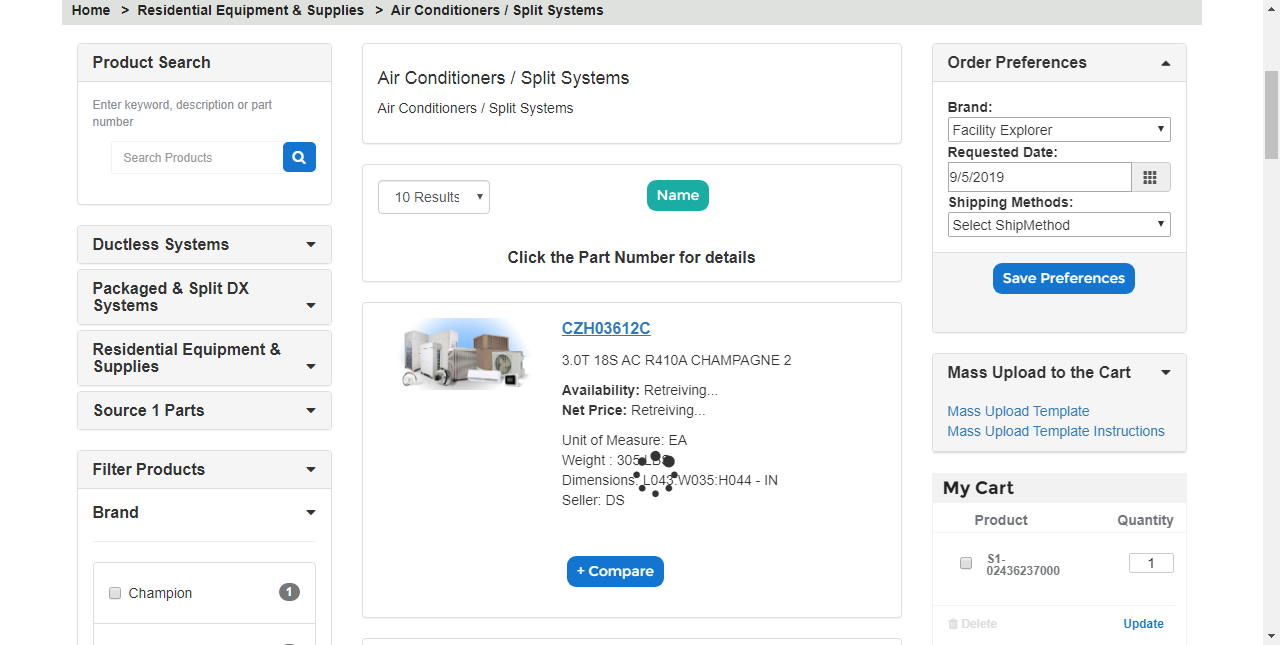 Home > Residential Equipment & Supplies > Air Conditioners / Split Systems
Product Search
Enter keyword, description or part
number
Search Products
Ductless Systems
Packaged & Split DX
Systems
Residential Equipment &
Supplies
Source 1 Parts
Filter Products
Brand
Champion 1
Air Conditioners / Split Systems
Air Conditioners / Split Systems
10 Results
Name
Click the Part Number for details
CZH03612C
3.0T 18S AC R410A CHAMPAGNE 2
Availability: Retreiving...
Net Price: Retreiving...
Unit of Measure: EA
Weight : 305 LBS
Dimensions: L043:W035:H044 - IN
Seller: DS
+ Compare
Order Preferences
Brand:
Facility Explorer
Requested Date:
9/5/2019
Shipping Methods:
Select ShipMethod
Save Preferences
Mass Upload to the Cart
Mass Upload Template
Mass Upload Template Instructions
My Cart
Product Quantity
S1-
02436237000
1
Delete Update